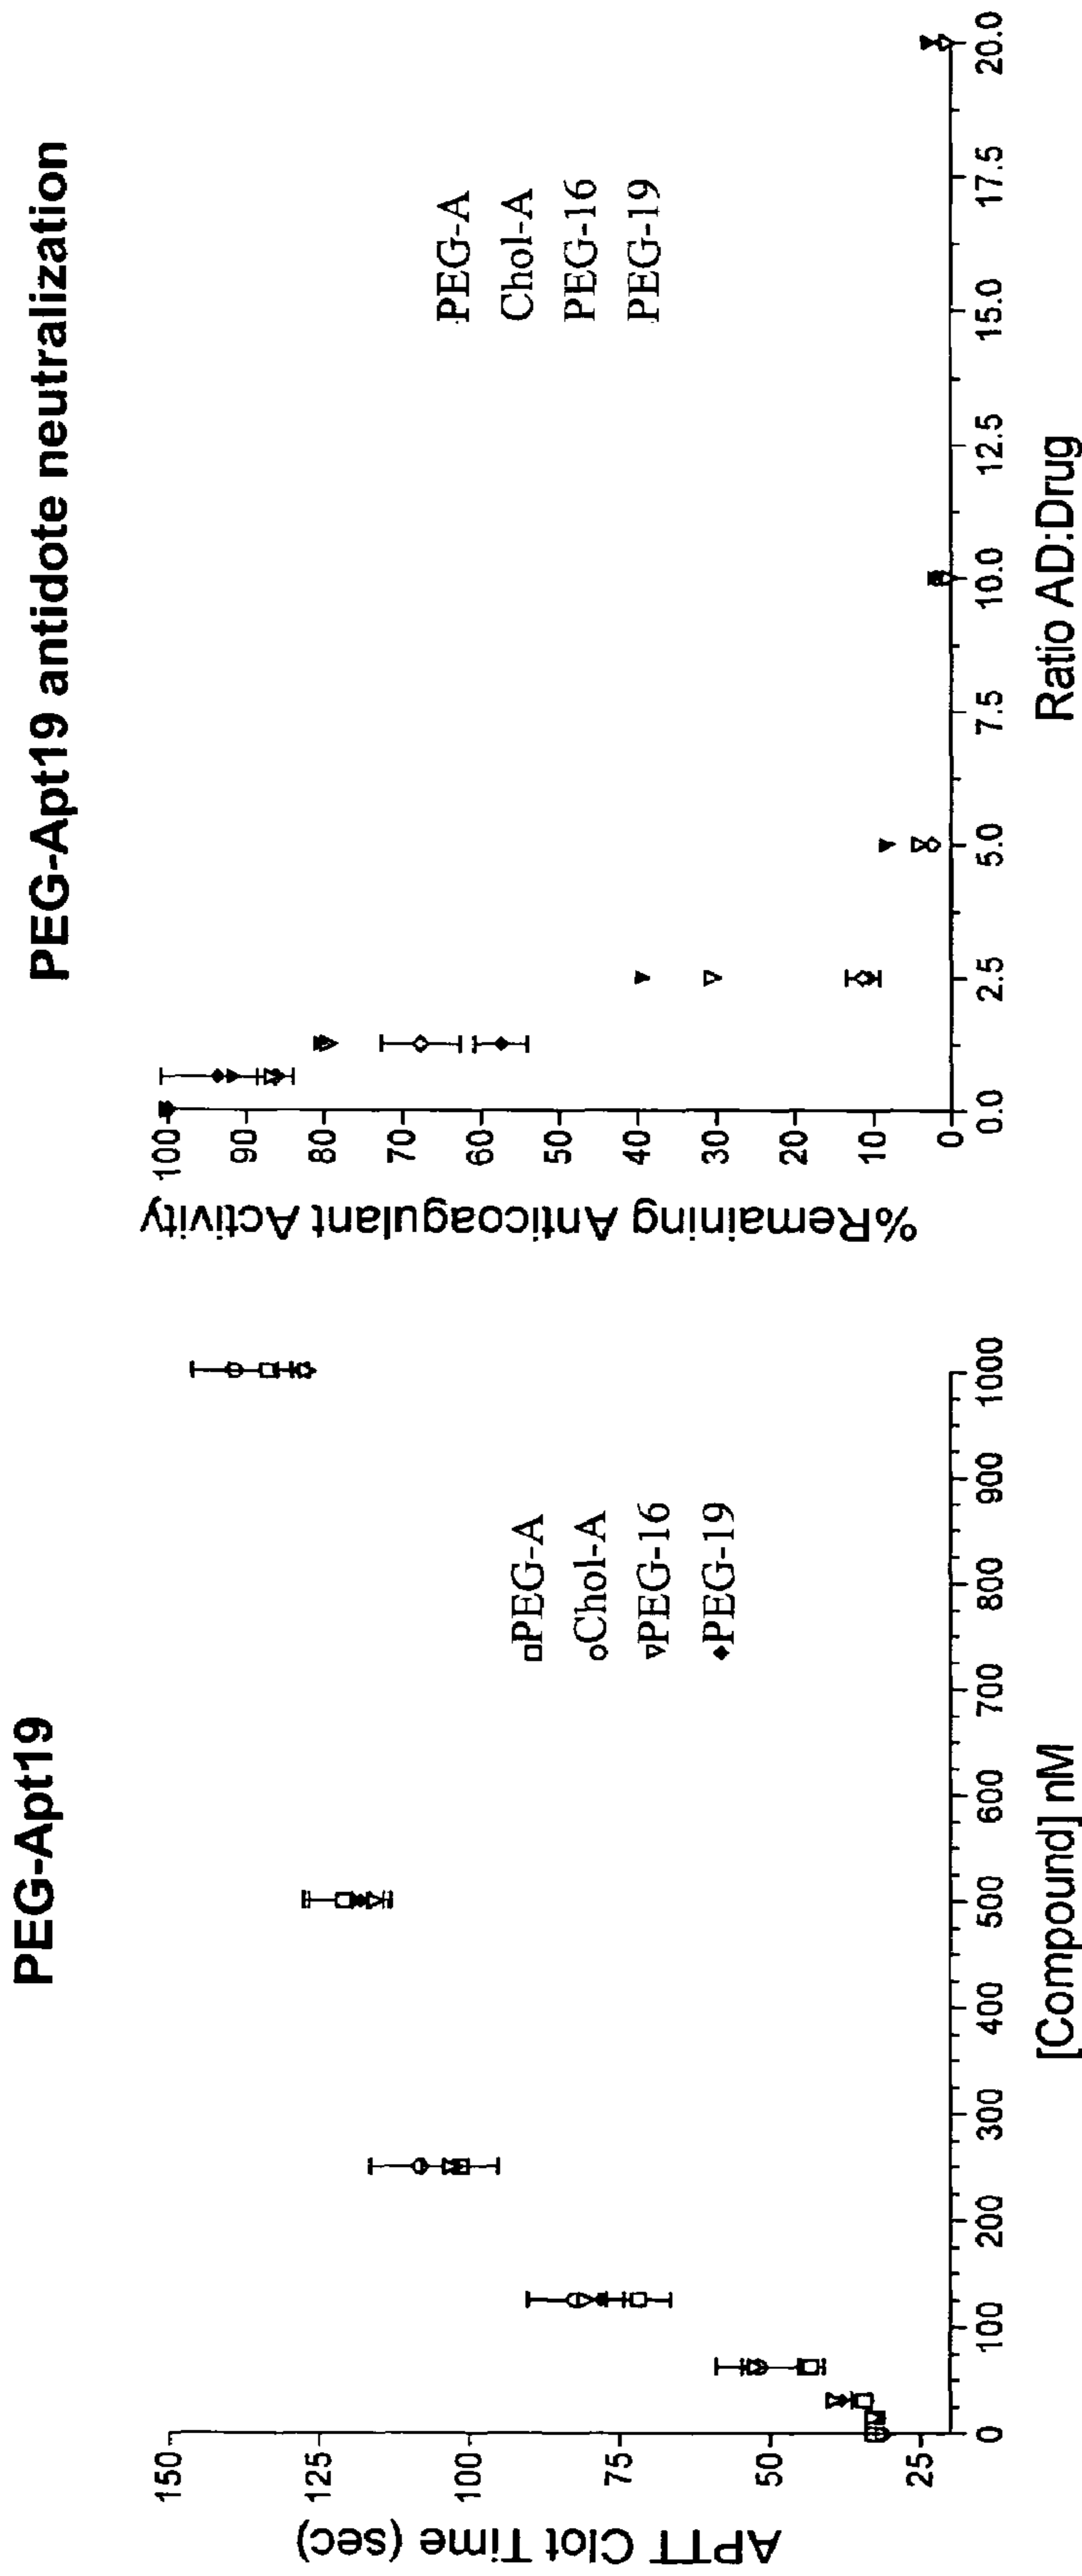 PEG-Apt19
APTT Clot Time (sec)
150
125
100
75
50
25
0
100
200
300
400
500
600
700
800
900
1000
[Compound] nM
□PEG-A
○Chol-A
▽PEG-16
◆PEG-19
PEG-Apt19 antidote neutralization
%Remaining Anticoagulant Activity
100
90
80
70
60
50
40
30
20
10
0
0.0
2.5
5.0
7.5
10.0
12.5
15.0
17.5
20.0
Ratio AD:Drug
PEG-A
Chol-A
PEG-16
PEG-19